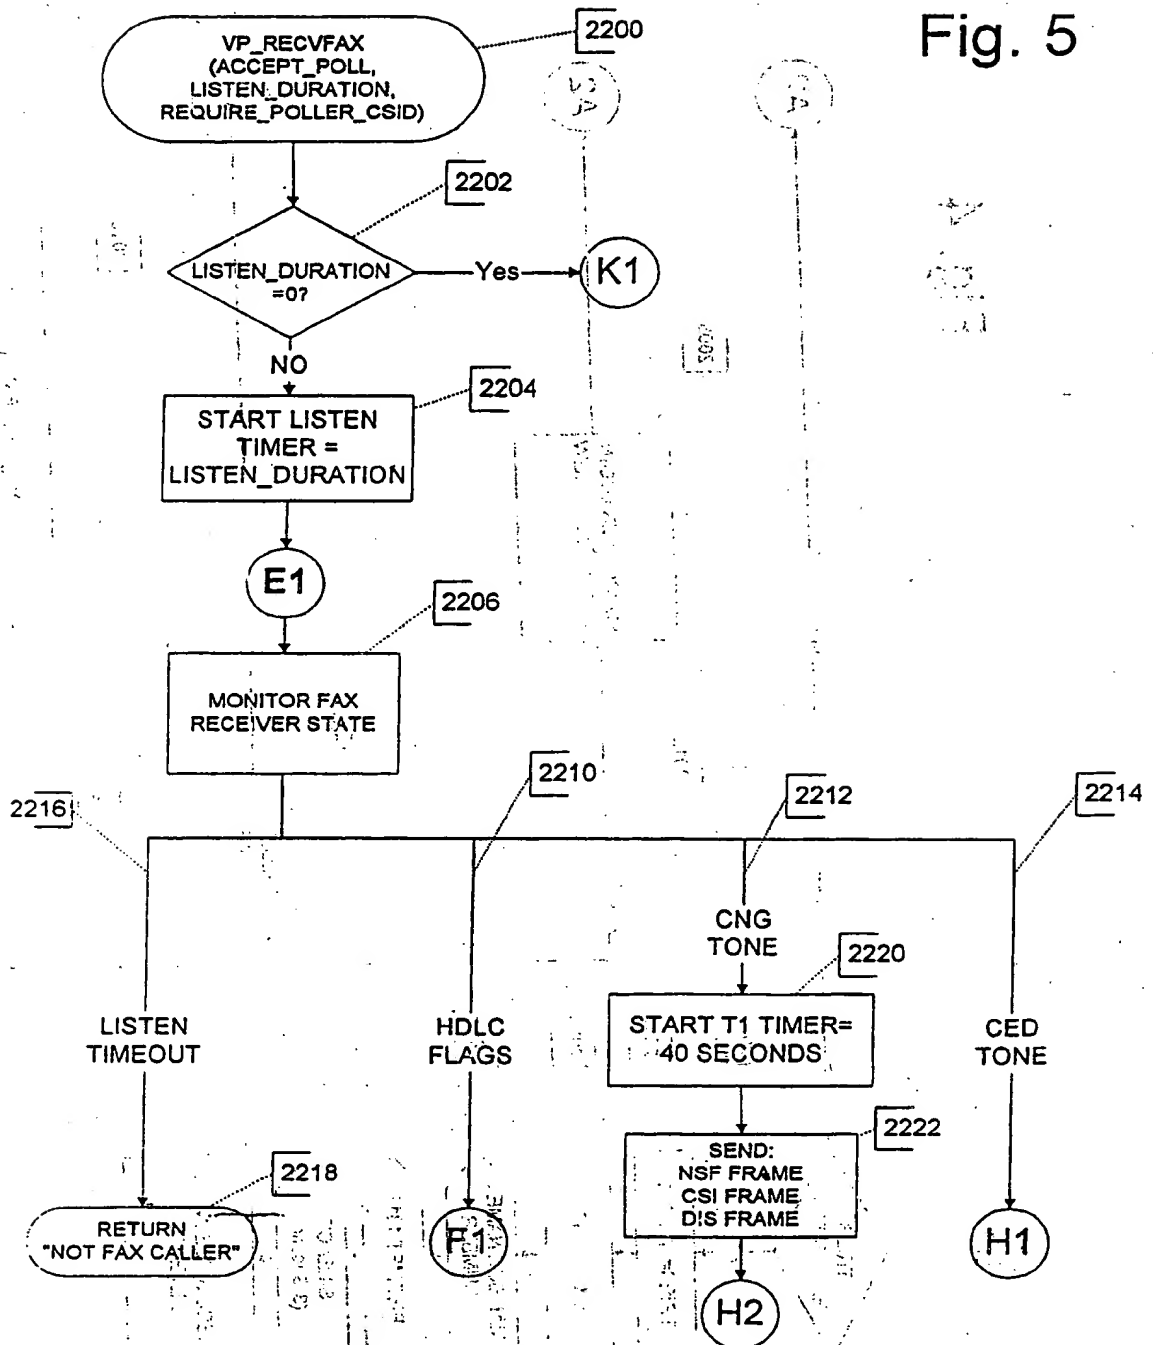 Fig. 5
2200
VP_RECVFAX
(ACCEPT_POLL,
LISTEN_DURATION,
REQUIRE_POLLER_CSID)
2202
LISTEN_DURATION
=0?
Yes
K1
NO
2204
START LISTEN
TIMER =
LISTEN_DURATION
E1
2206
MONITOR FAX
RECEIVER STATE
2216
2210
2212
2214
CNG
TONE
2220
LISTEN
TIMEOUT
HDLC
FLAGS
START T1 TIMER=
40 SECONDS
CED
TONE
2222
SEND:
NSF FRAME
CSI FRAME
DIS FRAME
2218
RETURN
"NOT FAX CALLER"
F1
H1
H2